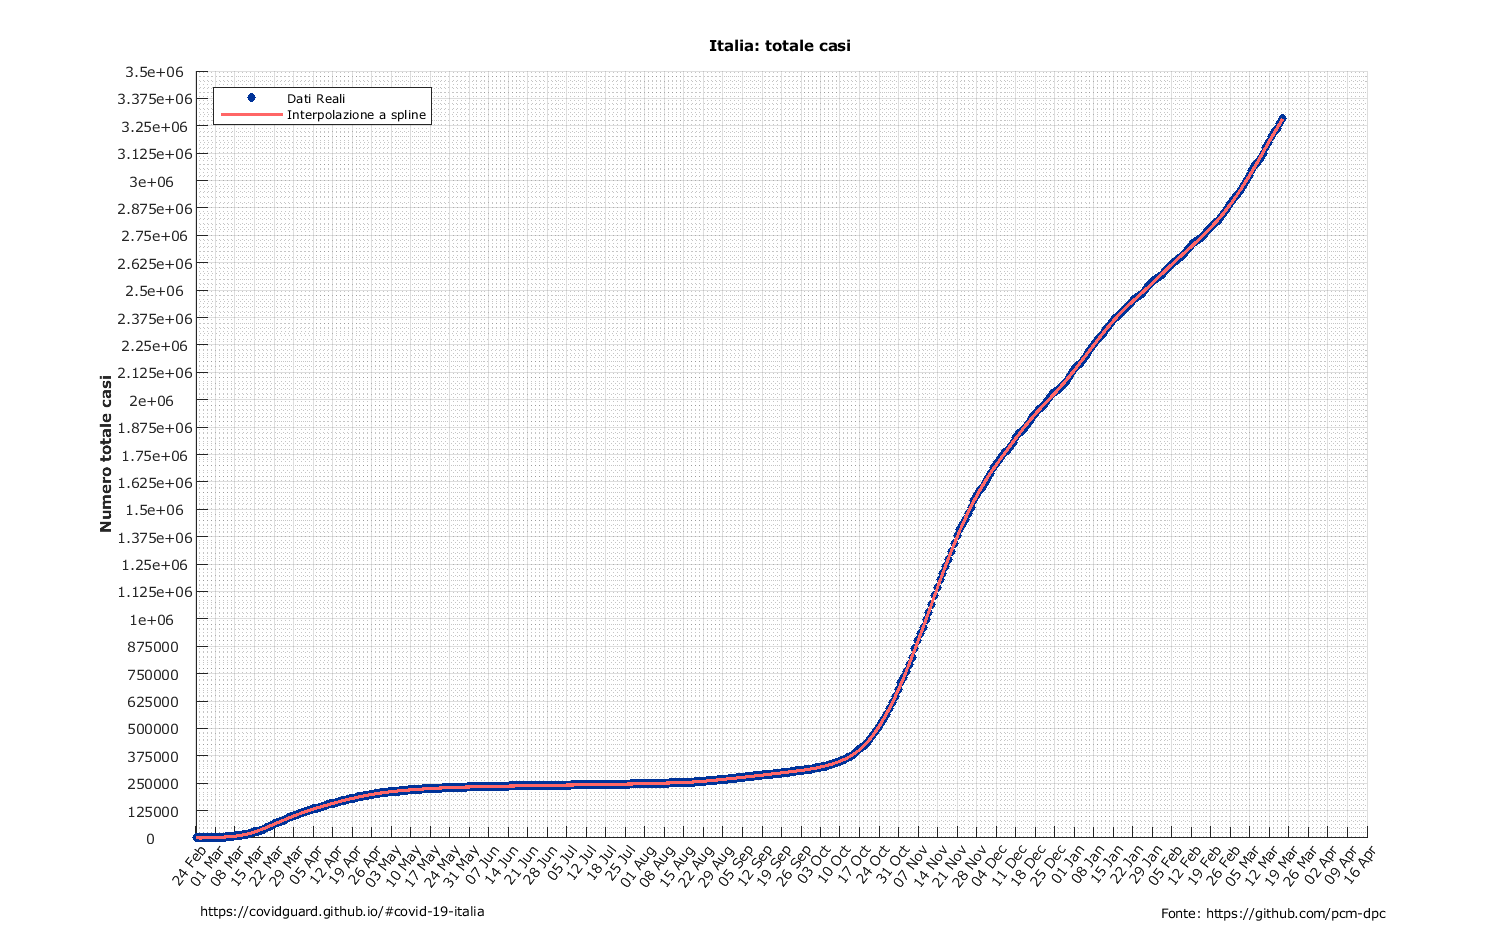 Italia: totale casi
3.5e+06
3.375e+06
3.25e+06
3.125e+06
3e+06
2.875e+06
2.75e+06
2.625e+06
2.5e+06
2.375e+06
2.25e+06
2.125e+06
2e+06
1.875e+06
1.75e+06
1.625e+06
1.5e+06
1.375e+06
1.25e+06
1.125e+06
1e+06
875000
750000
625000
500000
375000
250000
125000
0
Numero totale casi
Dati Reali
Interpolazione a spline
24 Feb
01 Mar
08 Mar
15 Mar
22 Mar
29 Mar
05 Apr
12 Apr
19 Apr
26 Apr
03 May
10 May
17 May
24 May
31 May
07 Jun
14 Jun
21 Jun
28 Jun
05 Jul
12 Jul
18 Jul
25 Jul
01 Aug
08 Aug
15 Aug
22 Aug
29 Aug
05 Sep
12 Sep
19 Sep
26 Sep
03 Oct
10 Oct
17 Oct
24 Oct
31 Nov
07 Nov
14 Nov
21 Nov
28 Dec
04 Dec
11 Dec
18 Dec
25 Jan
01 Jan
08 Jan
15 Jan
22 Jan
29 Jan
05 Feb
12 Feb
19 Feb
26 Feb
05 Mar
12 Mar
19 Mar
26 Mar
02 Apr
09 Apr
16 Apr
https://covidguard.github.io/#covid-19-italia
Fonte: https://github.com/pcm-dpc